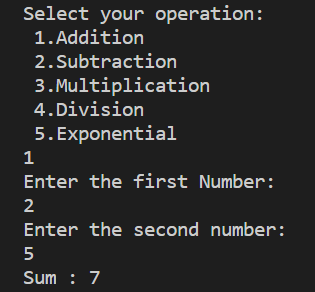 Select your operation:
1.Addition
2.Subtraction
3.Multiplication
4.Division
5.Exponential
1
Enter the first Number:
2
Enter the second number:
5
Sum : 7